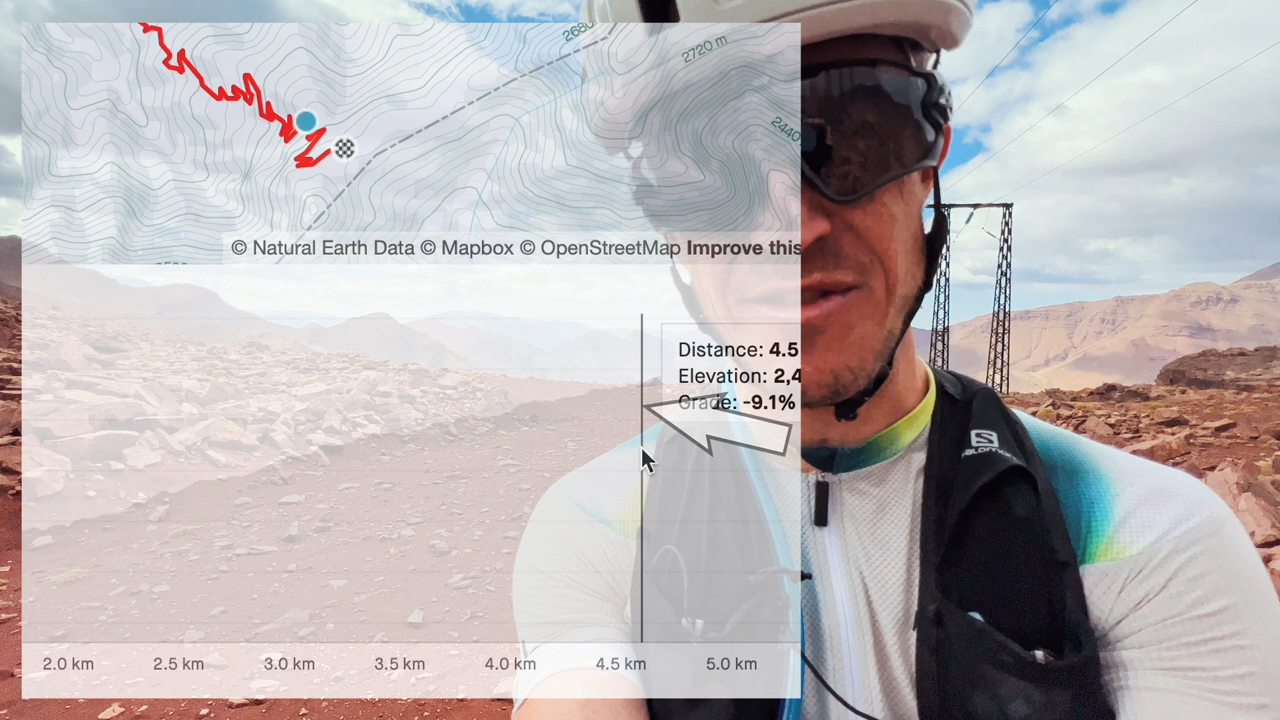 2680
2720 m
2440
© Natural Earth Data © Mapbox © OpenStreetMap Improve this
Distance: 4.5
Elevation: 2,4
Grade: -9.1%
salomon
2.0 km 2.5 km 3.0 km 3.5 km 4.0 km 4.5 km 5.0 km